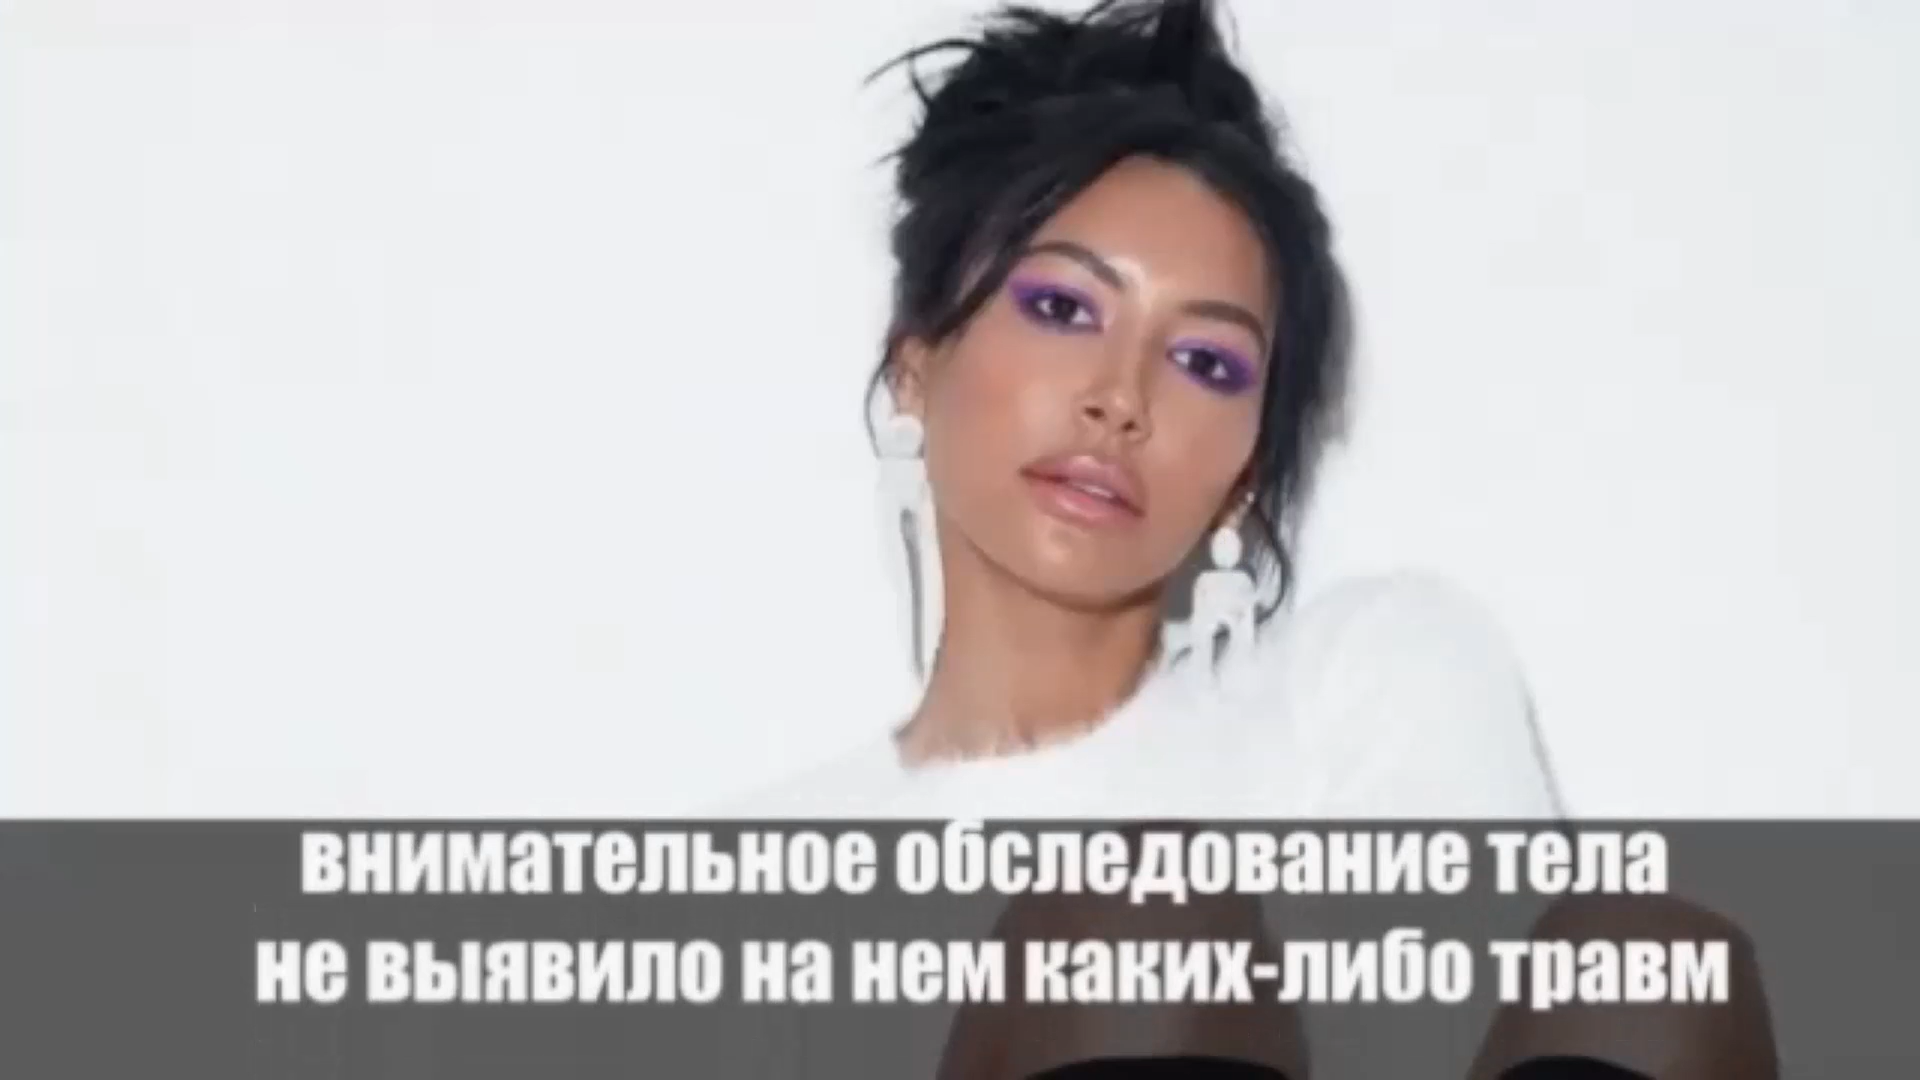 внимательное обследование тела
не выявило на нем каких-либо травм